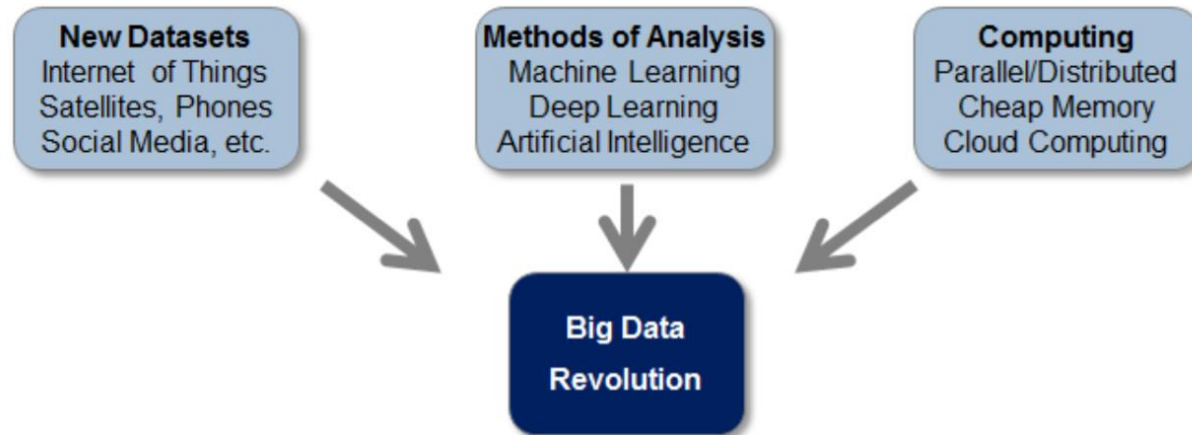 New Datasets
Internet of Things
Satellites, Phones
Social Media, etc.
Methods of Analysis
Machine Learning
Deep Learning
Artificial Intelligence
Computing
Parallel/Distributed
Cheap Memory
Cloud Computing
Big Data
Revolution